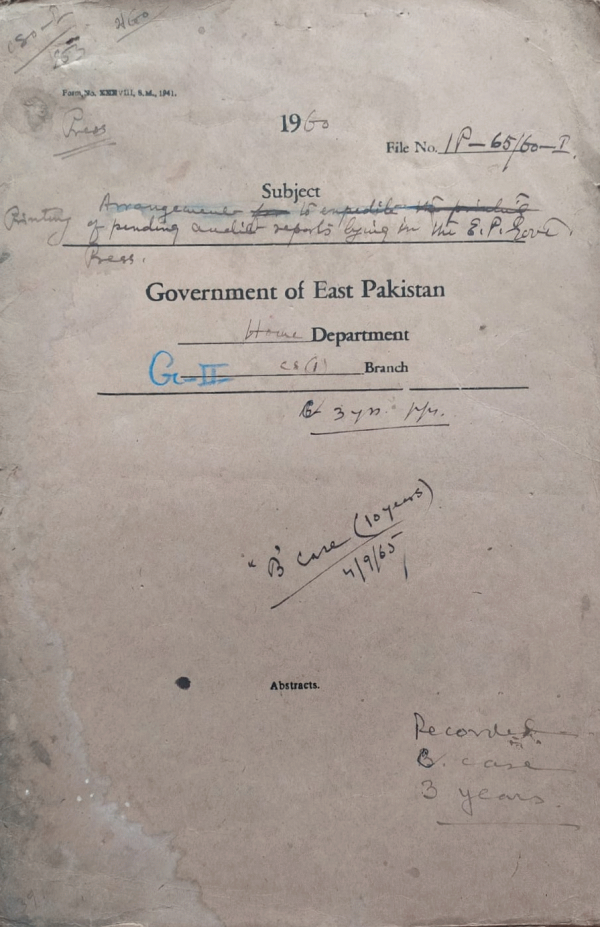 Form No. XXXVIII, S.M., 1941.
Press
1960
File No. 1P-65/60-I.
Subject
Arrangement for to expedite the printing
Printing of pending audit reports lying in the E.P. Govt.
Press.
Government of East Pakistan
Home Department
G-II Branch
3 yrs.
"B" case (10 years)
4/9/65
Abstracts.
Recorded
case
3 years.